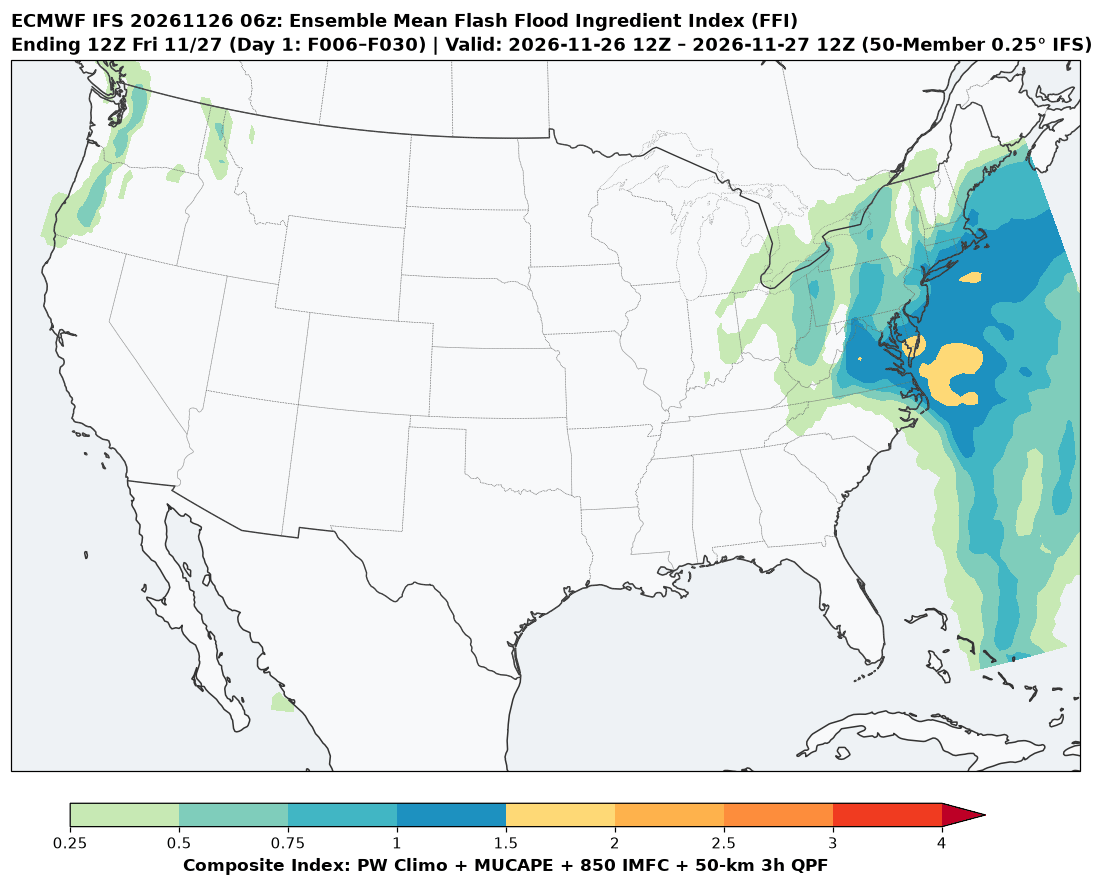 ECMWF IFS 20261126 06z: Ensemble Mean Flash Flood Ingredient Index (FFI)
Ending 12Z Fri 11/27 (Day 1: F006–F030) | Valid: 2026-11-26 12Z – 2026-11-27 12Z (50-Member 0.25° IFS)
0.25 0.5 0.75 1 1.5 2 2.5 3 4
Composite Index: PW Climo + MUCAPE + 850 IMFC + 50-km 3h QPF